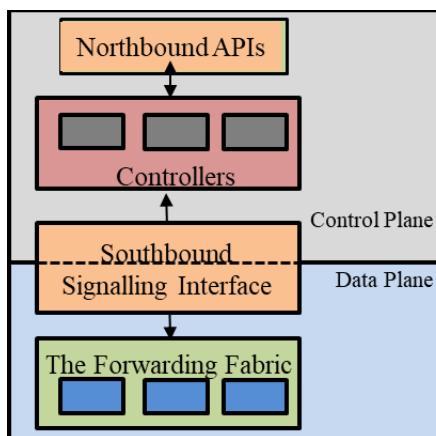 Northbound APIs
Controllers
Control Plane
Southbound
Data Plane
Signalling Interface
The Forwarding Fabric